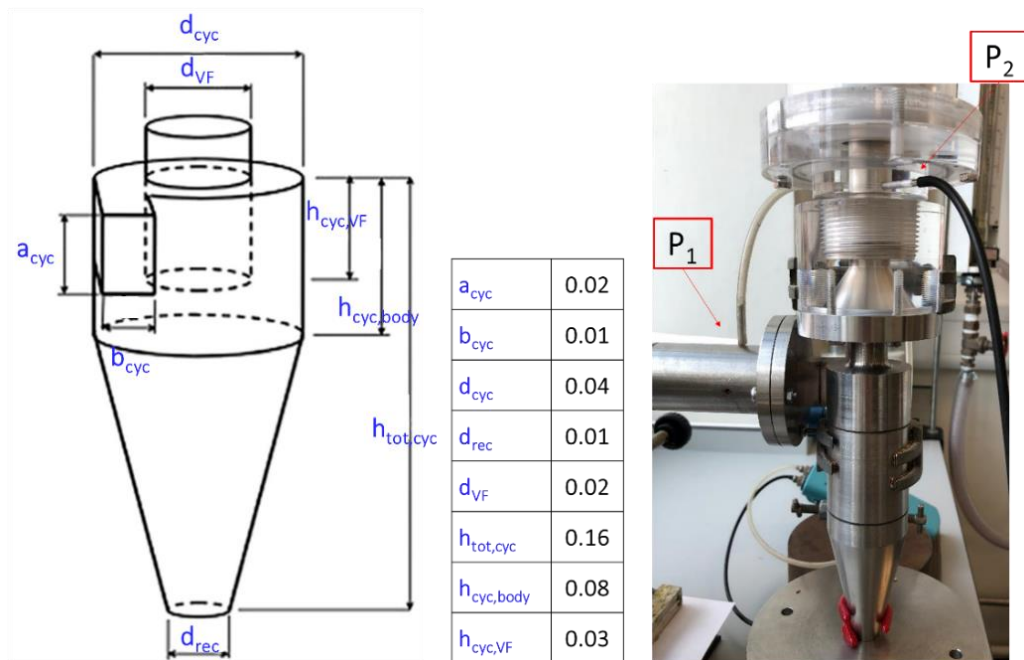 d_cyc
d_VF
a_cyc
h_cyc,VF
h_cyc,body
b_cyc
h_tot,cyc
d_rec
a_cyc 0.02
b_cyc 0.01
d_cyc 0.04
d_rec 0.01
d_VF 0.02
h_tot,cyc 0.16
h_cyc,body 0.08
h_cyc,VF 0.03
P_1
P_2